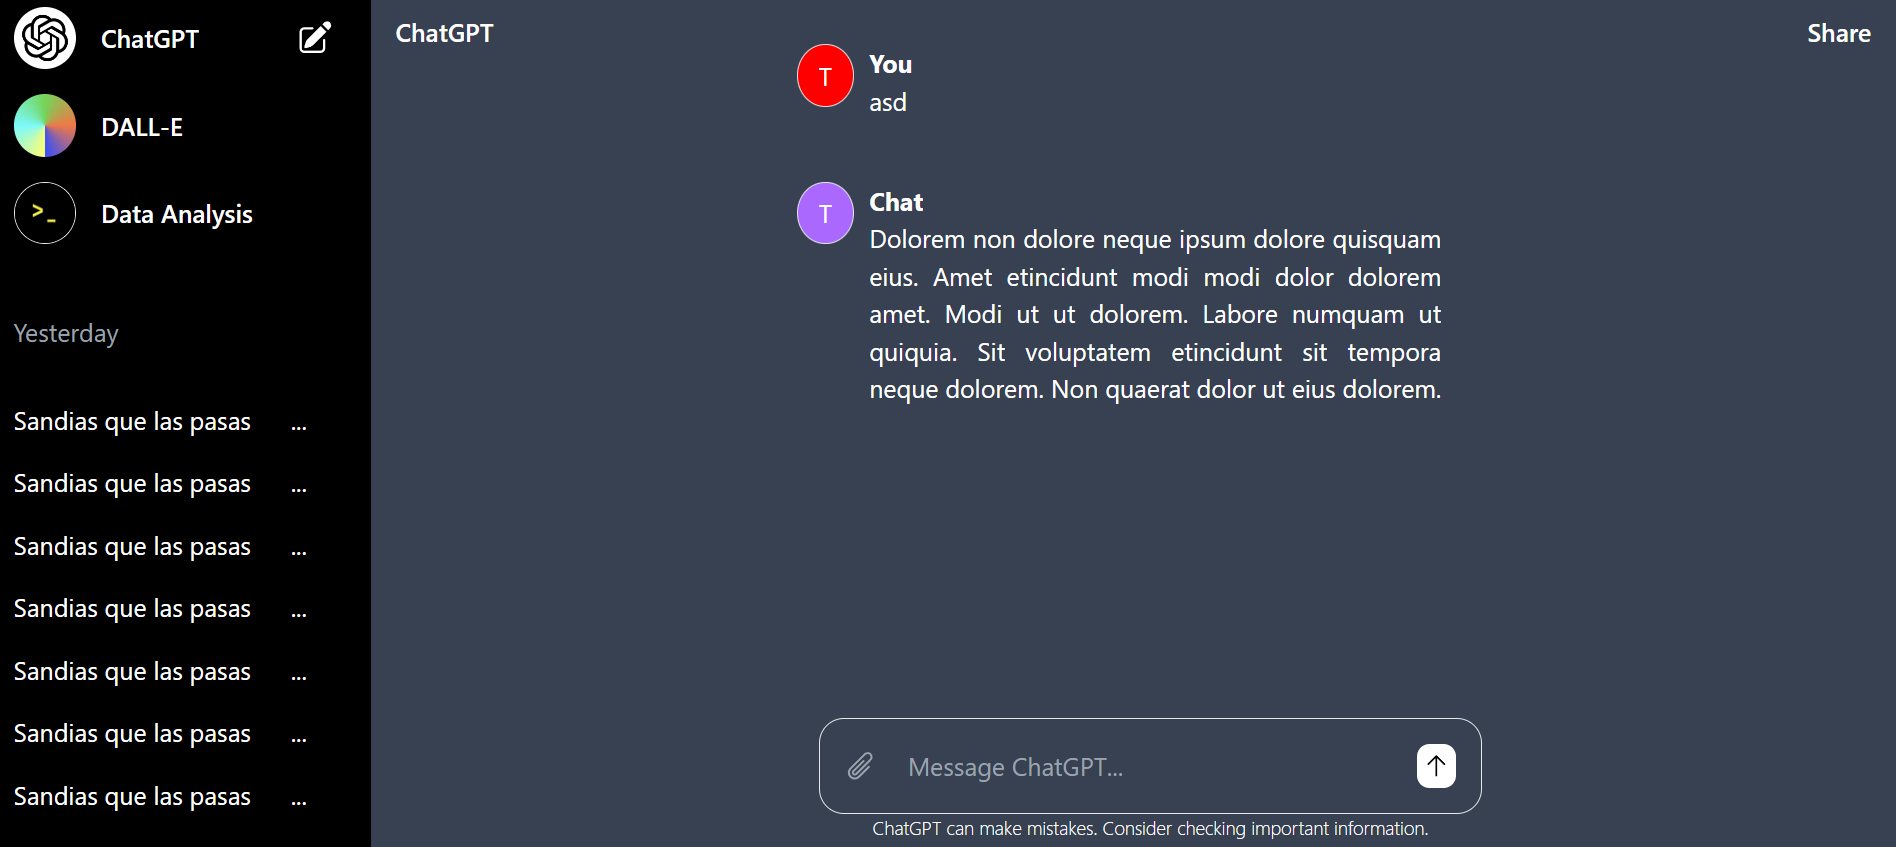 ChatGPT
DALL-E
>_
Data Analysis
Yesterday
Sandias que las pasas ...
Sandias que las pasas ...
Sandias que las pasas ...
Sandias que las pasas ...
Sandias que las pasas ...
Sandias que las pasas ...
Sandias que las pasas ...
ChatGPT
Share
T
You
asd
T
Chat
Dolorem non dolore neque ipsum dolore quisquam
eius. Amet etincidunt modi modi dolor dolorem
amet. Modi ut ut dolorem. Labore numquam ut
quiquia. Sit voluptatem etincidunt sit tempora
neque dolorem. Non quaerat dolor ut eius dolorem.
Message ChatGPT...
ChatGPT can make mistakes. Consider checking important information.